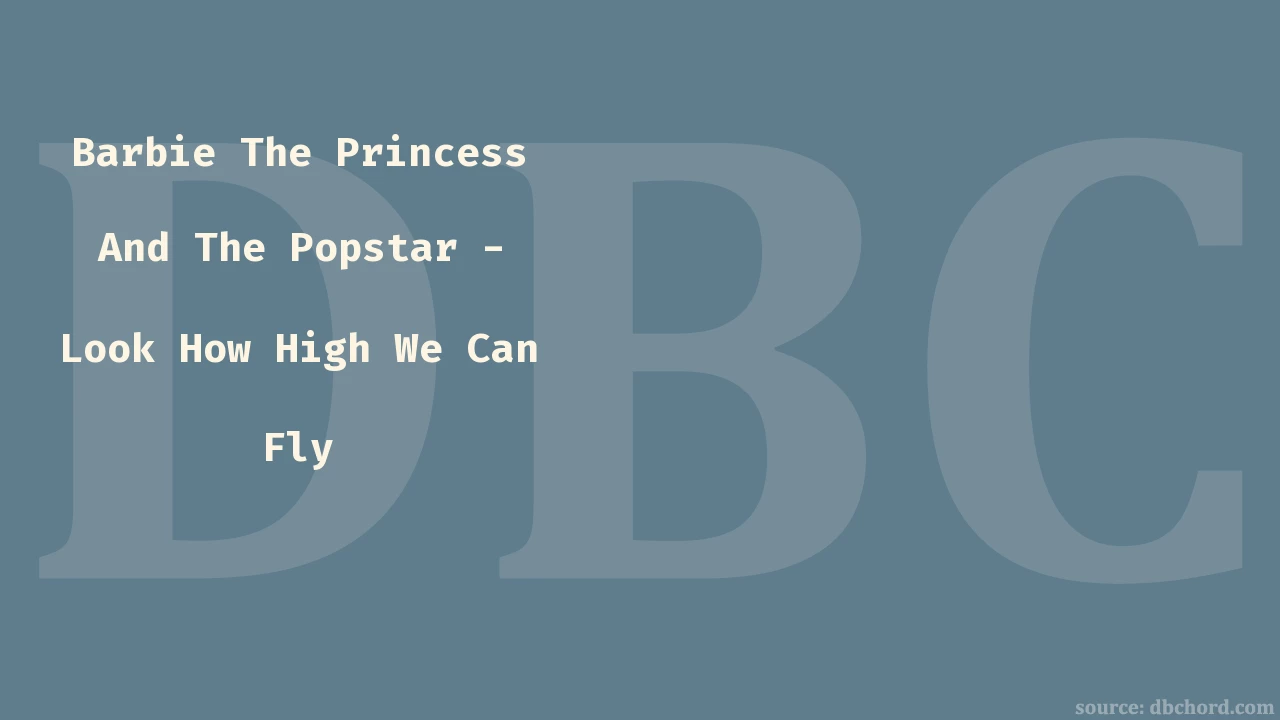 Barbie The Princess
And The Popstar -
Look How High We Can
Fly
DBC
source: dbchord.com